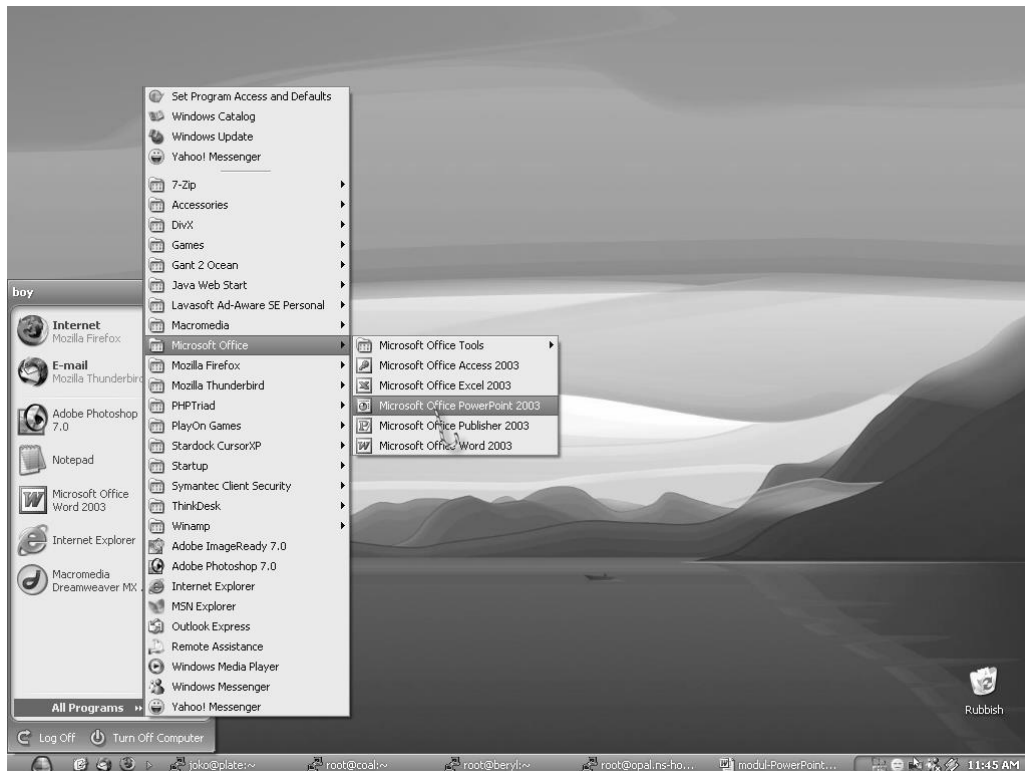 Set Program Access and Defaults
Windows Catalog
Windows Update
Yahoo! Messenger
7-Zip
Accessories
DivX
Games
Gant 2 Ocean
Java Web Start
Lavasoft Ad-Aware SE Personal
Macromedia
Microsoft Office
Mozilla Firefox
Mozilla Thunderbird
PHPTriad
PlayOn Games
Stardock CursorXP
Startup
Symantec Client Security
ThinkDesk
Winamp
Adobe ImageReady 7.0
Adobe Photoshop 7.0
Internet Explorer
MSN Explorer
Outlook Express
Remote Assistance
Windows Media Player
Windows Messenger
Yahoo! Messenger
Microsoft Office Tools
Microsoft Office Access 2003
Microsoft Office Excel 2003
Microsoft Office PowerPoint 2003
Microsoft Office Publisher 2003
Microsoft Office Word 2003
boy
Internet
Mozilla Firefox
E-mail
Mozilla Thunderbird
Adobe Photoshop
7.0
Notepad
Microsoft Office
Word 2003
Internet Explorer
Macromedia
Dreamweaver MX
All Programs
Log Off
Turn Off Computer
Rubbish
joko@plate:~
root@coal:~
root@beryl:~
root@opal.ns-ho...
modul-PowerPoint...
11:45 AM